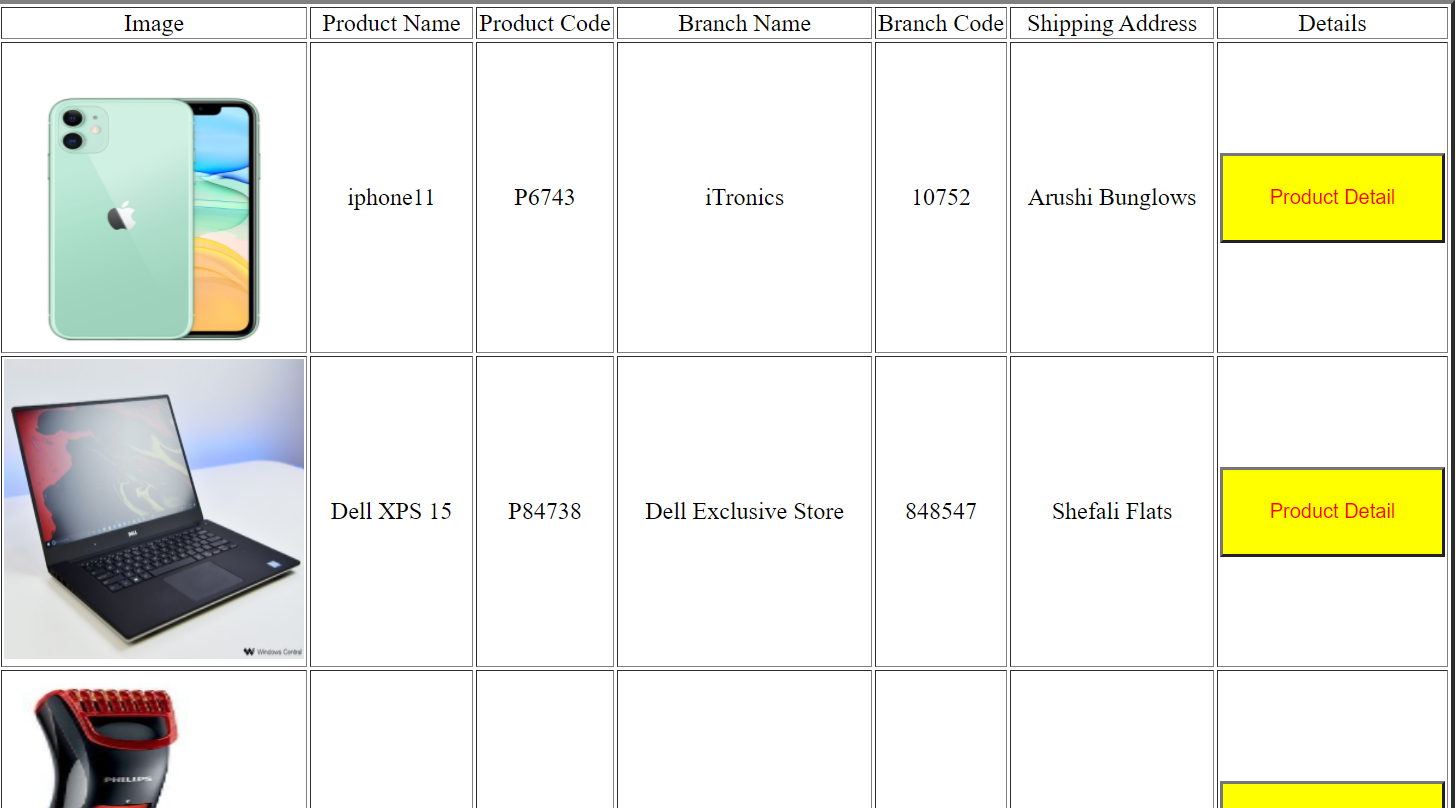 Image Product Name Product Code Branch Name Branch Code Shipping Address Details
iphone11 P6743 iTronics 10752 Arushi Bunglows Product Detail
DELL
Windows Central
Dell XPS 15 P84738 Dell Exclusive Store 848547 Shefali Flats Product Detail
PHILIPS